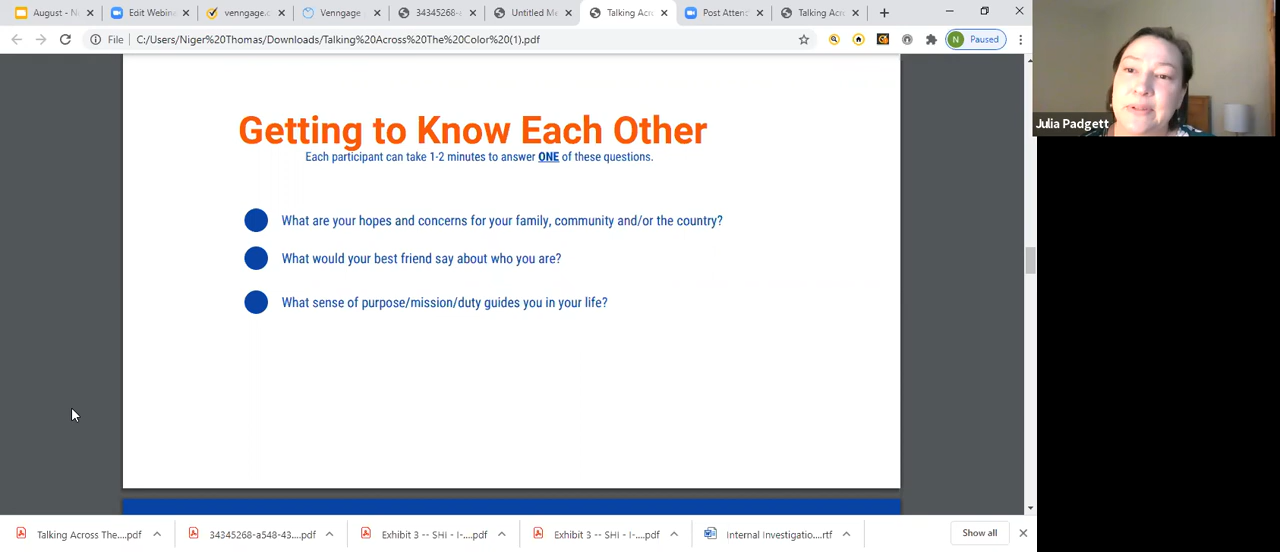 August - N
Edit Webina
venngage.c
Venngage
34345268-
Untitled Me
Talking Acr
Post Attend
Talking Acr
File C:/Users/Niger%20Thomas/Downloads/Talking%20Across%20The%20Color%20(1).pdf
N Paused
Julia Padgett
Getting to Know Each Other
Each participant can take 1-2 minutes to answer ONE of these questions.
What are your hopes and concerns for your family, community and/or the country?
What would your best friend say about who you are?
What sense of purpose/mission/duty guides you in your life?
Talking Across The....pdf
34345268-a548-43....pdf
Exhibit 3 -- SHI - I-....pdf
Exhibit 3 -- SHI - I-....pdf
Internal Investigatio....rtf
Show all